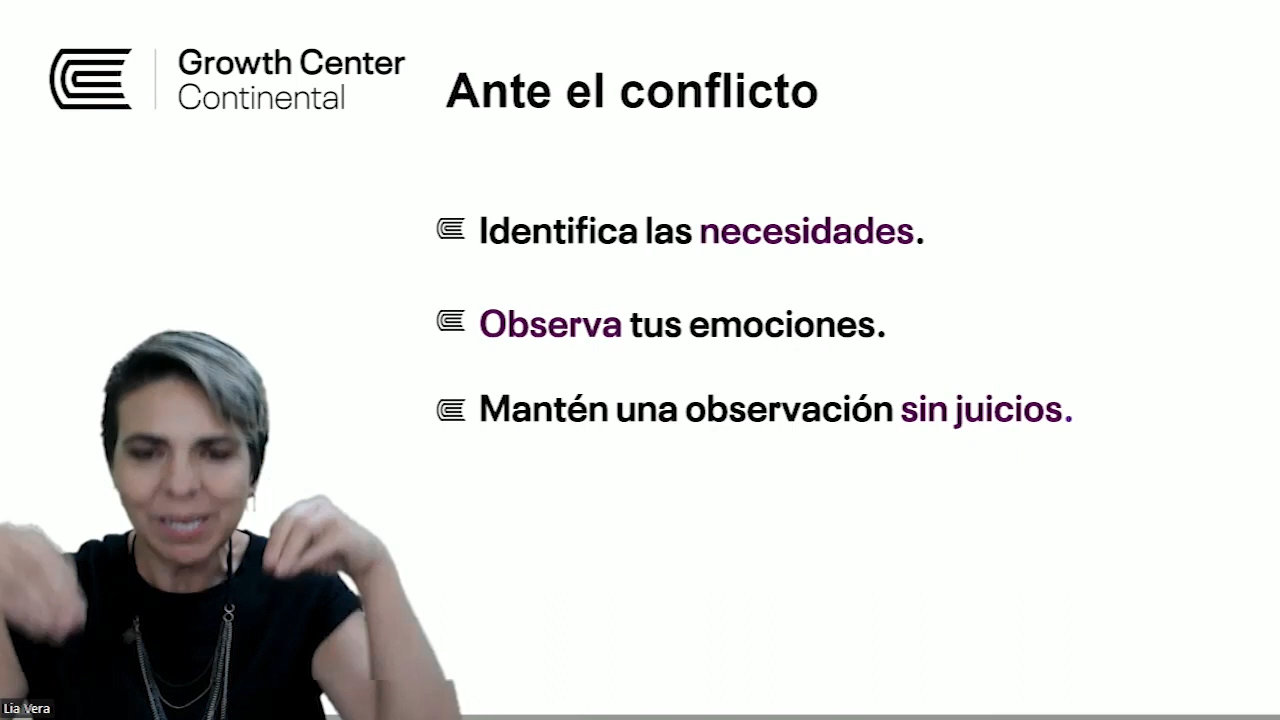 Growth Center
Continental
Ante el conflicto
Identifica las necesidades.
Observa tus emociones.
Mantén una observación sin juicios.
Lia Vera